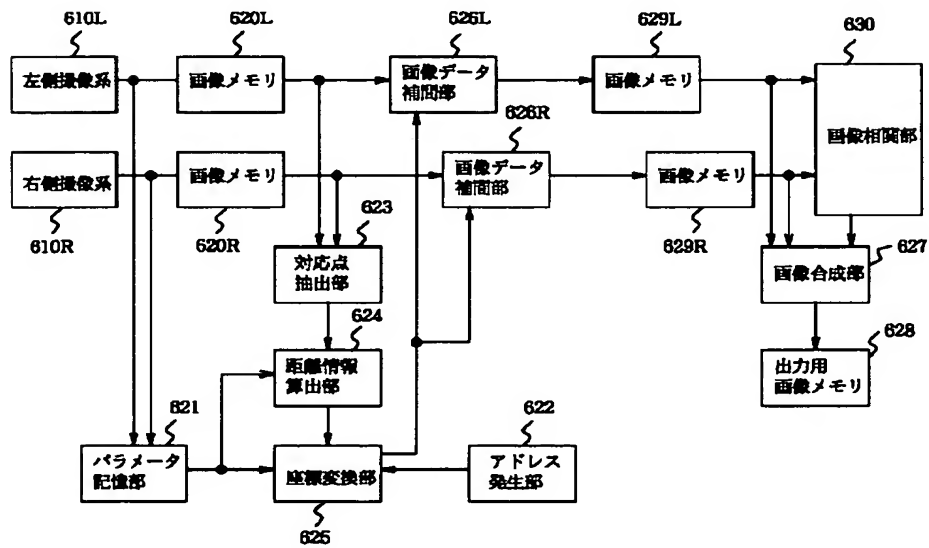 610L
620L
626L
629L
630
左側撮像系
画像メモリ
画像データ
補間部
画像メモリ
画像相関部
626R
右側撮像系
画像メモリ
画像データ
補間部
画像メモリ
610R
620R
623
629R
対応点
抽出部
画像合成部
627
624
628
距離情報
算出部
出力用
画像メモリ
621
622
パラメータ
記憶部
座標変換部
アドレス
発生部
625